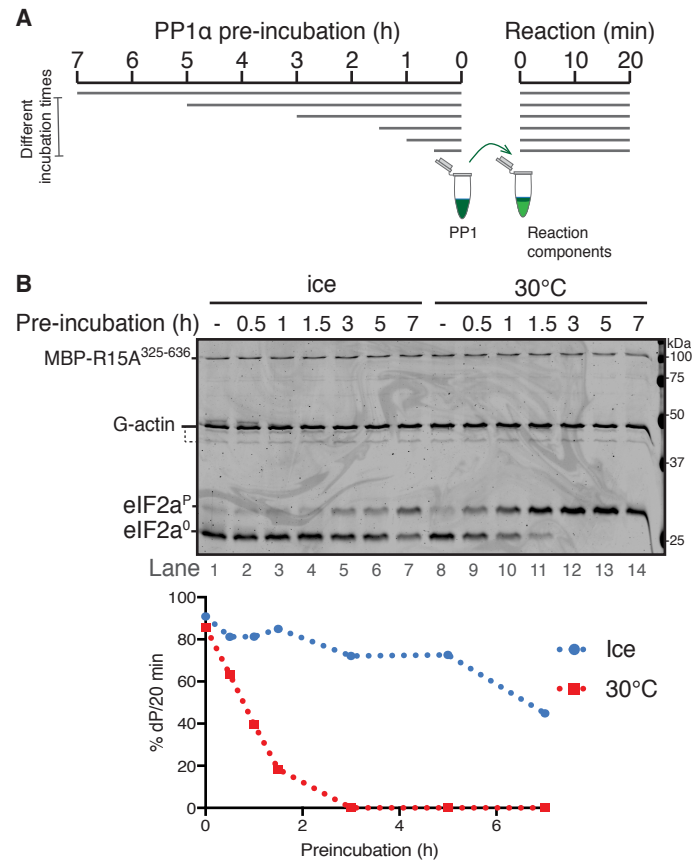 A
PP1α pre-incubation (h)
Reaction (min)
7 6 5 4 3 2 1 0
0 10 20
Different
incubation times
PP1
Reaction
components
B
ice
30°C
Pre-incubation (h)
- 0.5 1 1.5 3 5 7 - 0.5 1 1.5 3 5 7
kDa
MBP-R15A325-636
-100
-75
-50
G-actin
-37
eIF2aP
eIF2a0
-25
Lane 1 2 3 4 5 6 7 8 9 10 11 12 13 14
100
80
60
40
20
0
% dP/20 min
0 2 4 6
Preincubation (h)
Ice
30°C